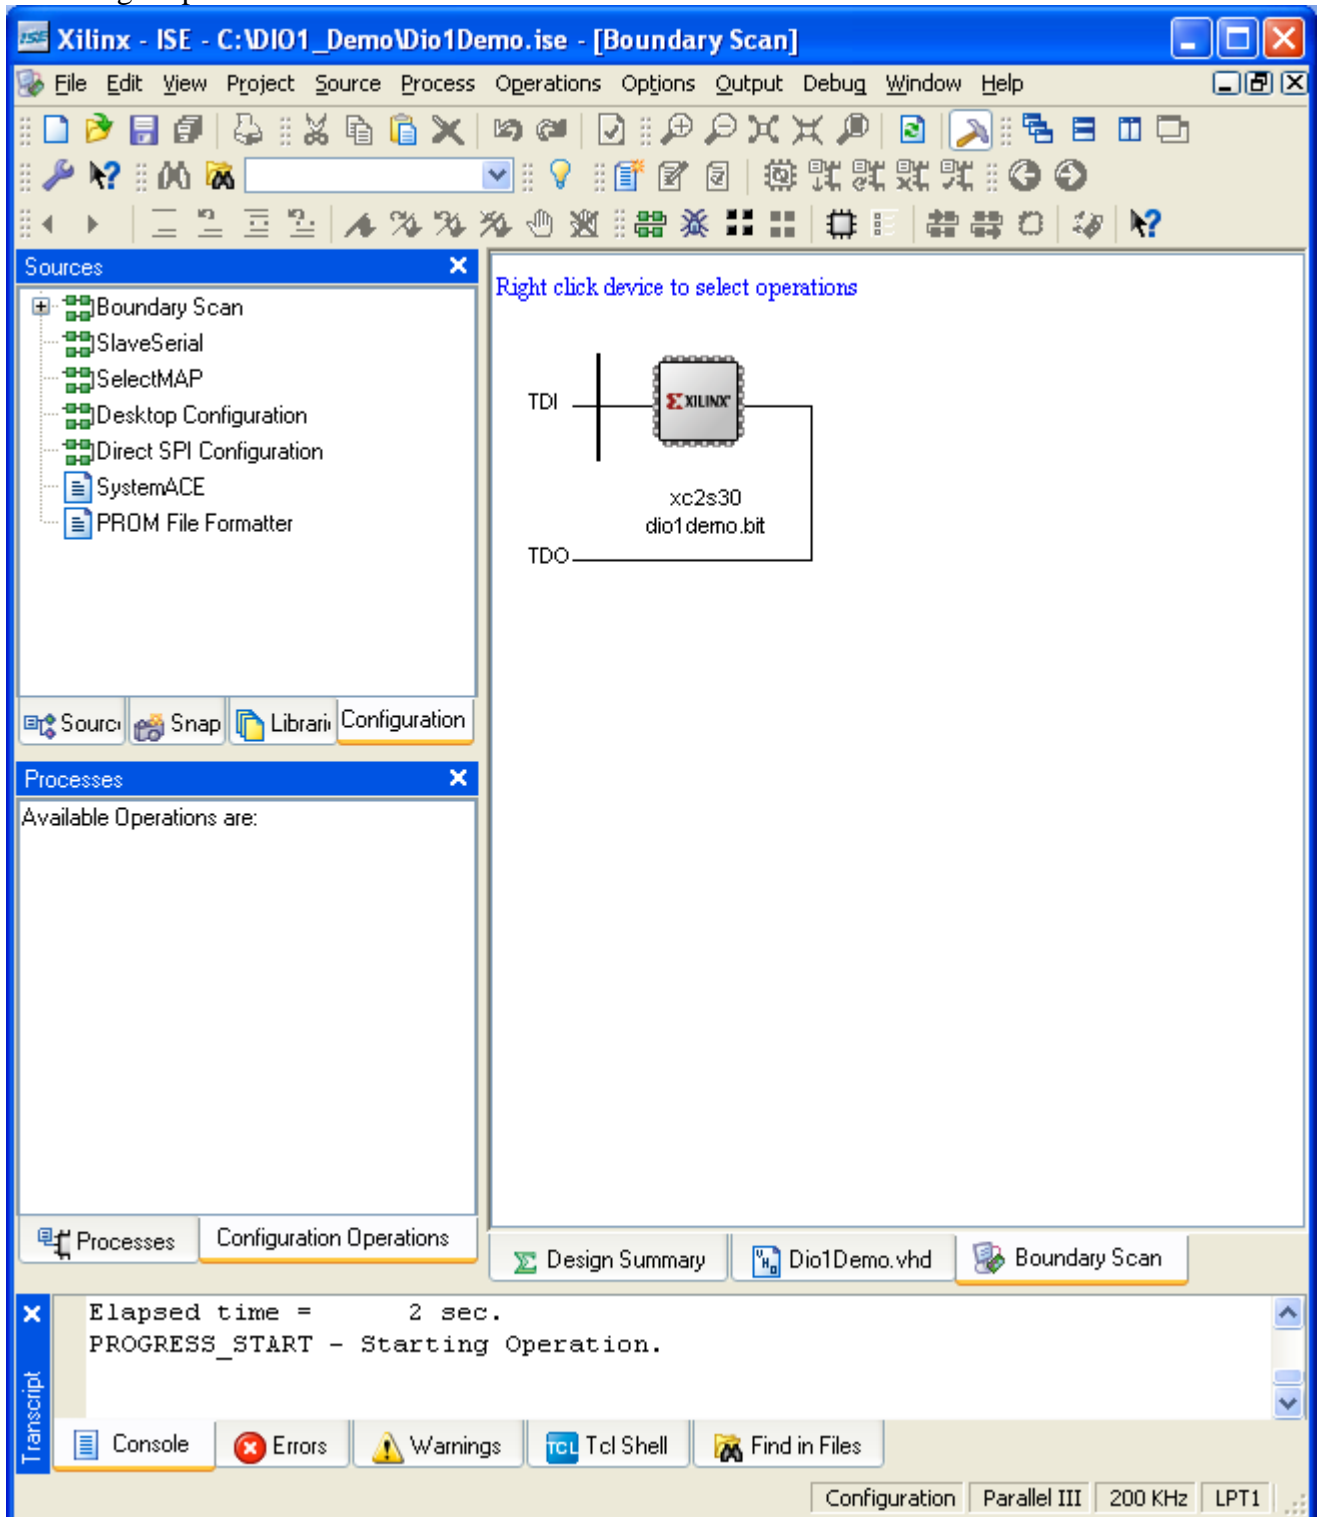 Xilinx - ISE - C:\DIO1_Demo\Dio1Demo.ise - [Boundary Scan]
File Edit View Project Source Process Operations Options Output Debug Window Help
Sources
Boundary Scan
SlaveSerial
SelectMAP
Desktop Configuration
Direct SPI Configuration
SystemACE
PROM File Formatter
Sourc Snap Librari Configuration
Processes
Available Operations are:
Processes Configuration Operations
Right click device to select operations
TDI
XILINX
xc2s30
dio1demo.bit
TDO
Design Summary Dio1Demo.vhd Boundary Scan
Transcript
Elapsed time = 2 sec.
PROGRESS_START - Starting Operation.
Console Errors Warnings TCL Tcl Shell Find in Files
Configuration Parallel III 200 KHz LPT1